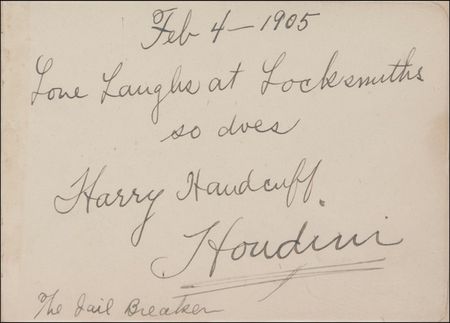 Feb 4 - 1905
Love Laughs at Locksmiths
so does
Harry Handcuff
Houdini
The Jail Breaker